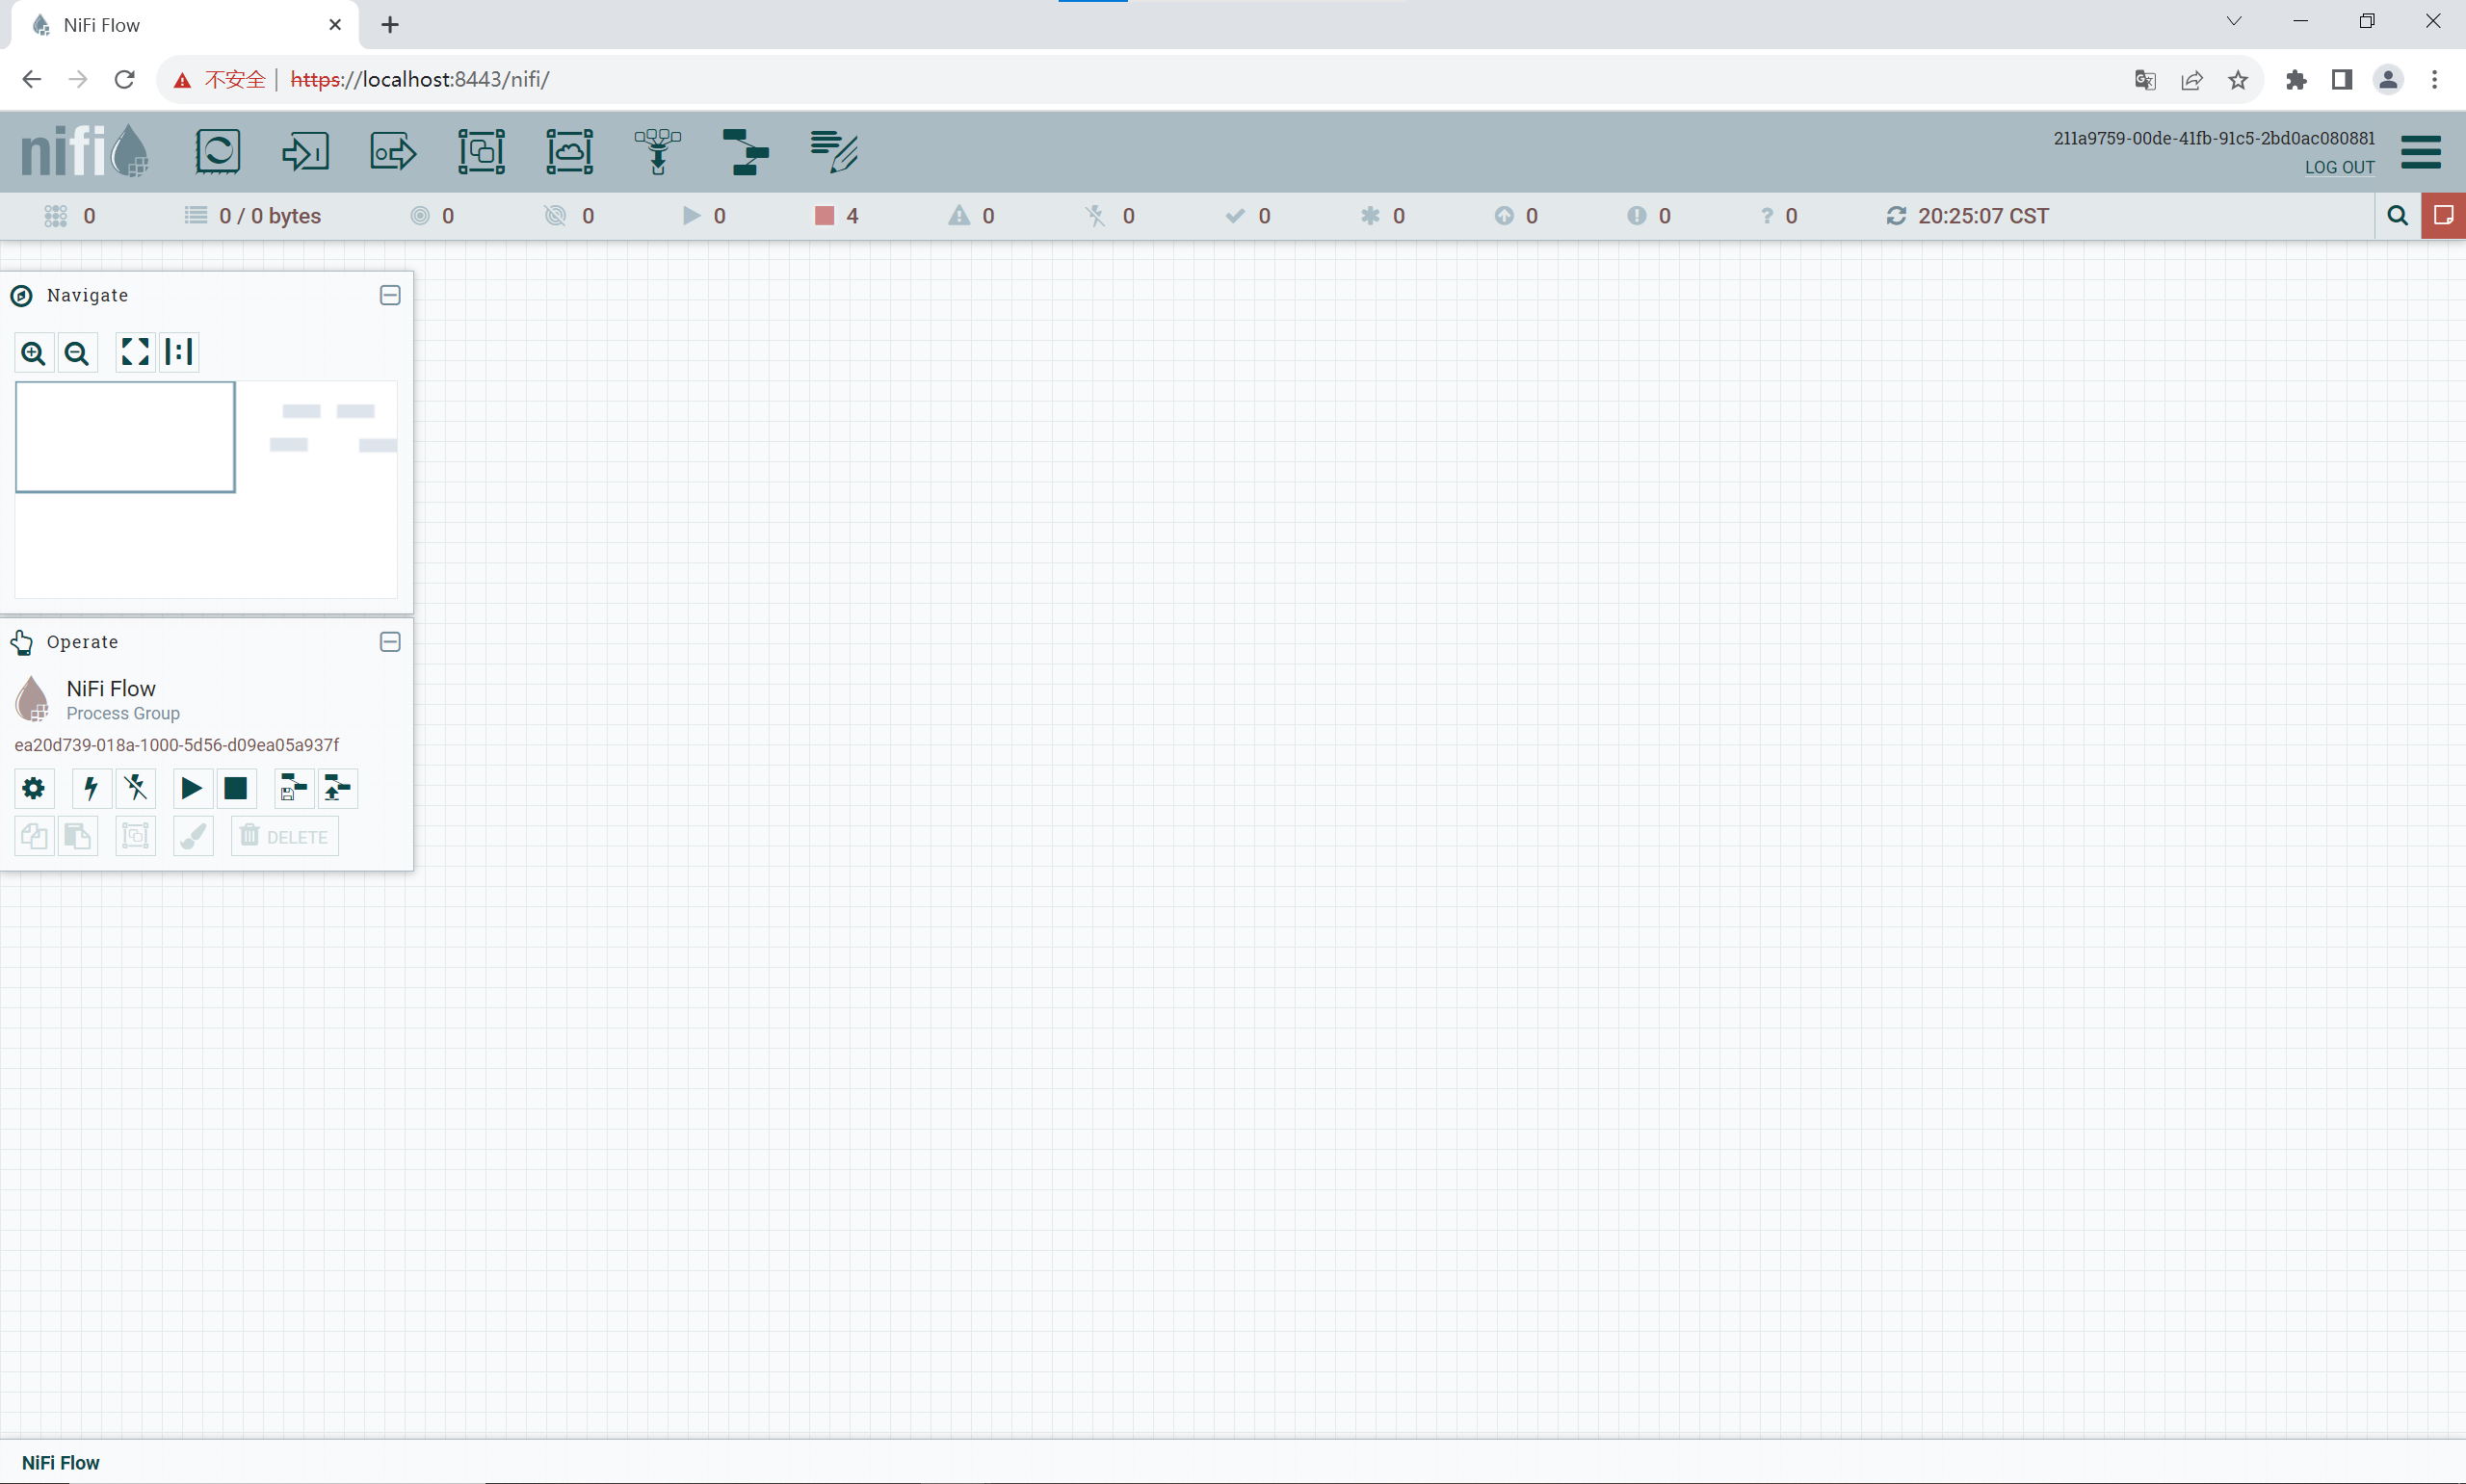 NiFi Flow
不安全 https://localhost:8443/nifi/
nifi
211a9759-00de-41fb-91c5-2bd0ac080881
LOG OUT
0 0 / 0 bytes 0 0 0 4 0 0 0 0 0 0 ? 0 20:25:07 CST
Navigate
Operate
NiFi Flow
Process Group
ea20d739-018a-1000-5d56-d09ea05a937f
DELETE
NiFi Flow